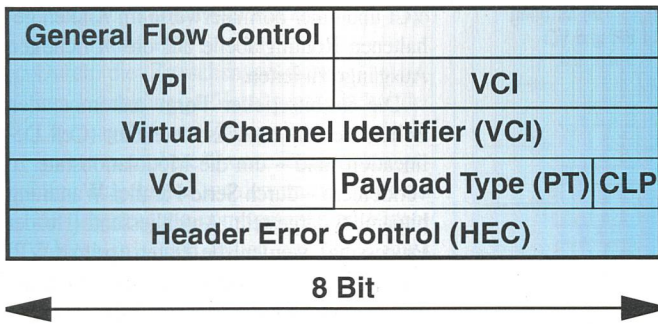 General Flow Control
VPI VCI
Virtual Channel Identifier (VCI)
VCI Payload Type (PT) CLP
Header Error Control (HEC)
8 Bit